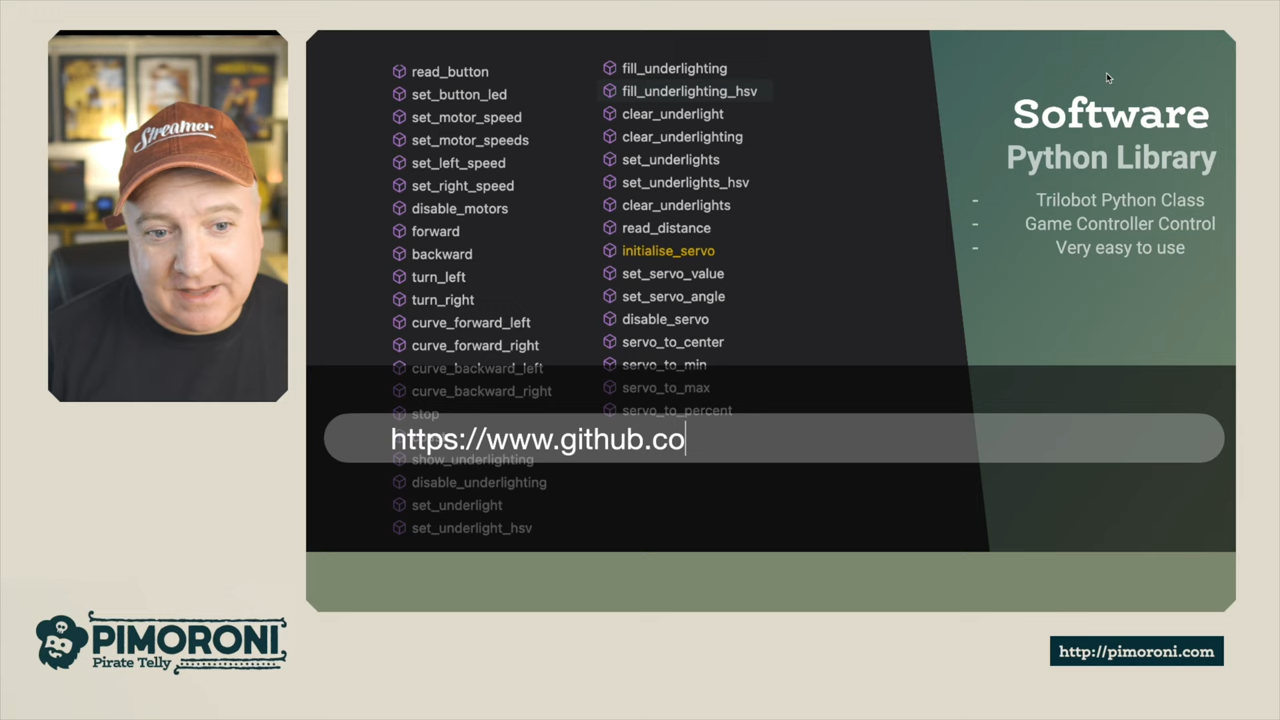 Streamer
read_button
set_button_led
set_motor_speed
set_motor_speeds
set_left_speed
set_right_speed
disable_motors
forward
backward
turn_left
turn_right
curve_forward_left
curve_forward_right
curve_backward_left
curve_backward_right
stop
show_underlighting
disable_underlighting
set_underlight
set_underlight_hsv
fill_underlighting
fill_underlighting_hsv
clear_underlight
clear_underlighting
set_underlights
set_underlights_hsv
clear_underlights
read_distance
initialise_servo
set_servo_value
set_servo_angle
disable_servo
servo_to_center
servo_to_min
servo_to_max
servo_to_percent
https://www.github.co
Software
Python Library
- Trilobot Python Class
- Game Controller Control
- Very easy to use
PIMORONI
Pirate Telly
http://pimoroni.com